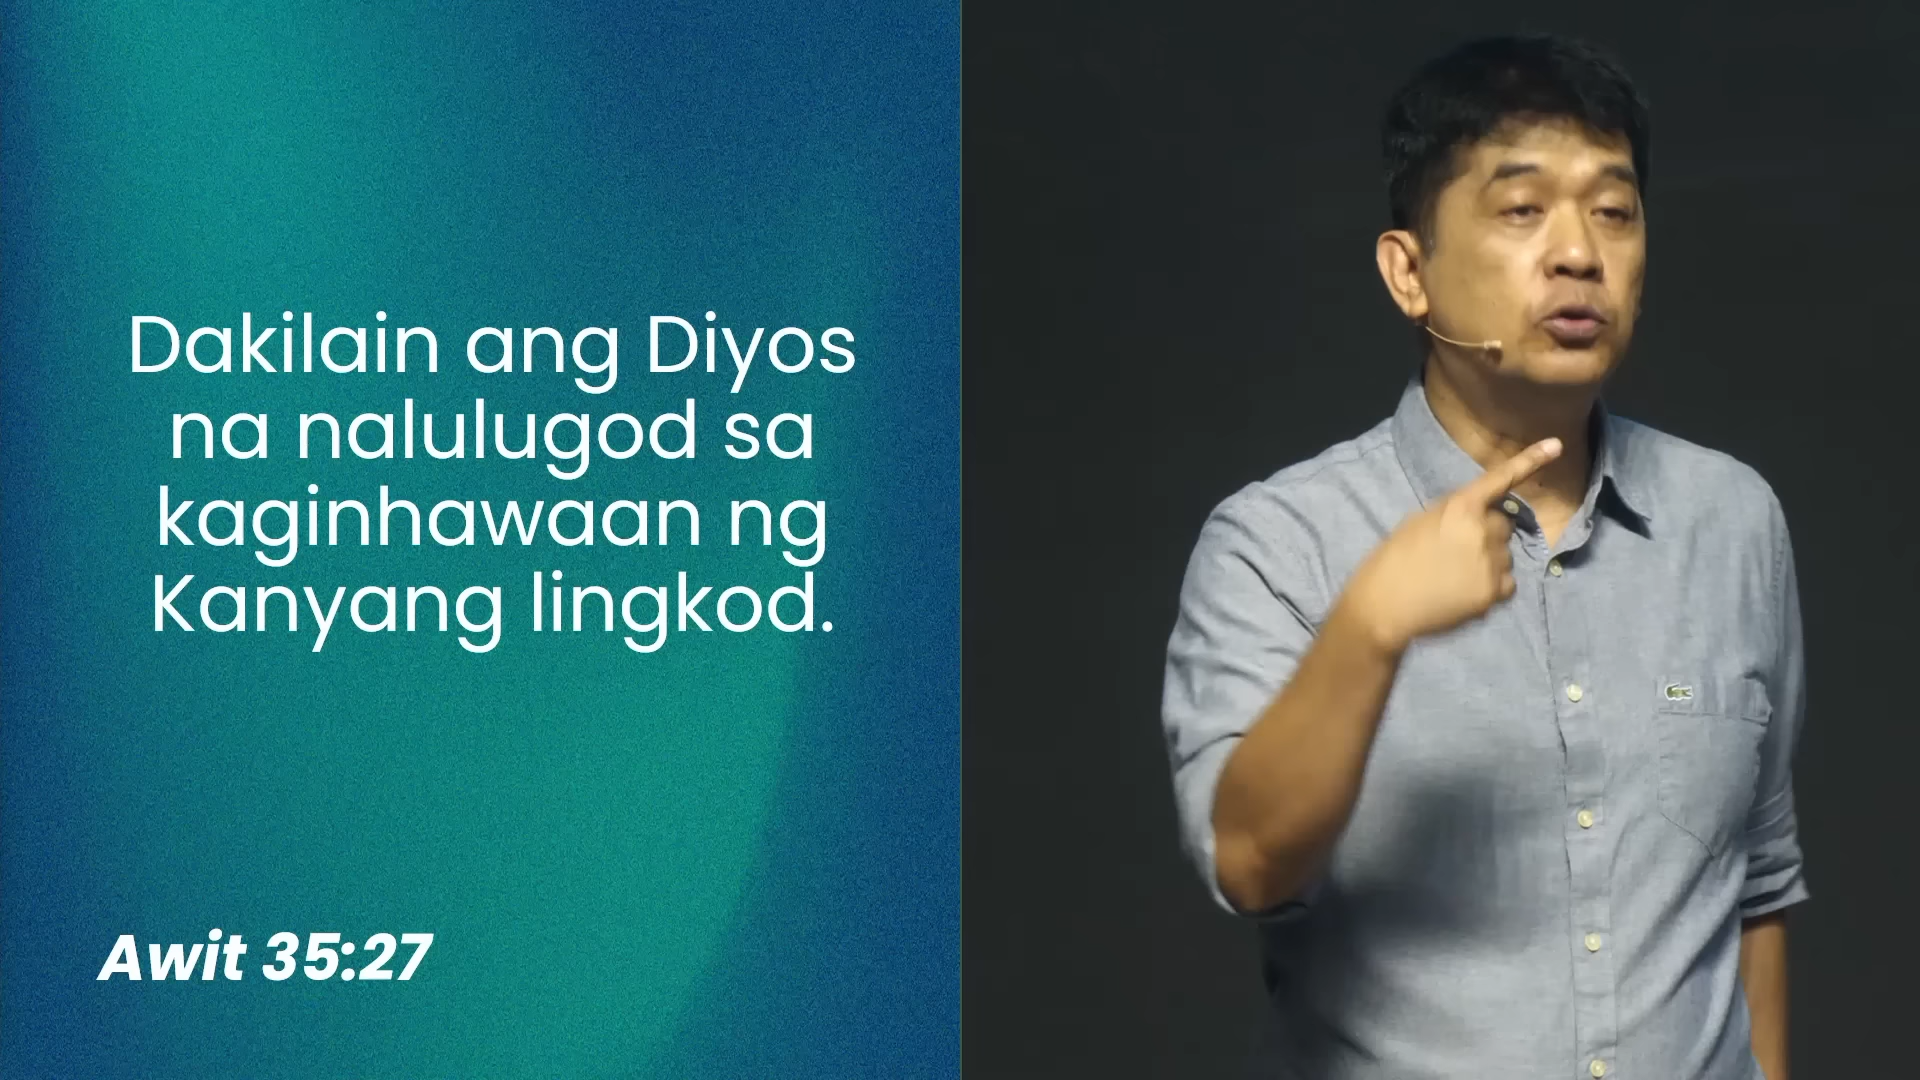 Dakilain ang Diyos
na nalulugod sa
kaginhawaan ng
Kanyang lingkod.
Awit 35:27